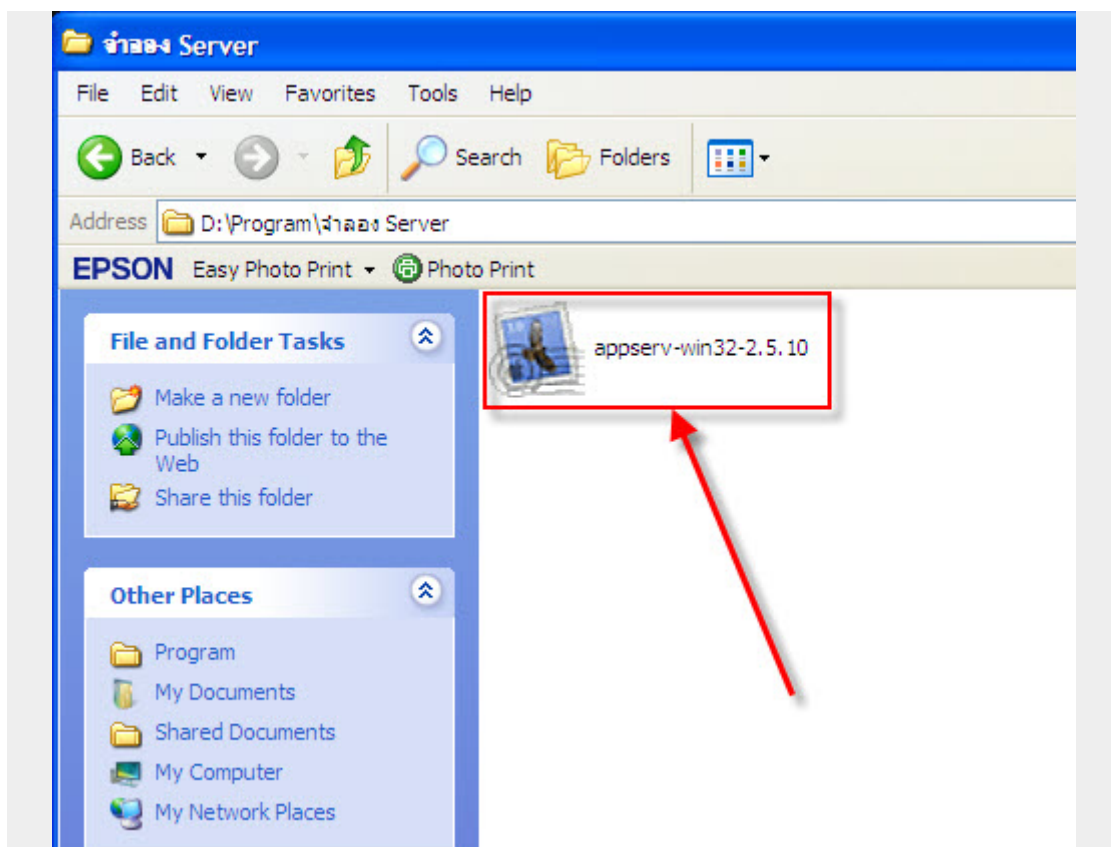 จำลอง Server
File Edit View Favorites Tools Help
Back Search Folders
Address D:\Program\จำลอง Server
EPSON Easy Photo Print Photo Print
File and Folder Tasks
Make a new folder
Publish this folder to the
Web
Share this folder
Other Places
Program
My Documents
Shared Documents
My Computer
My Network Places
appserv-win32-2.5.10